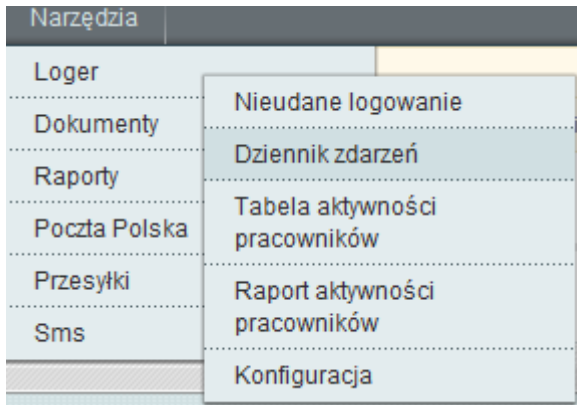 Narzędzia
Loger
Dokumenty
Raporty
Poczta Polska
Przesyłki
Sms
Nieudane logowanie
Dziennik zdarzeń
Tabela aktywności
pracowników
Raport aktywności
pracowników
Konfiguracja